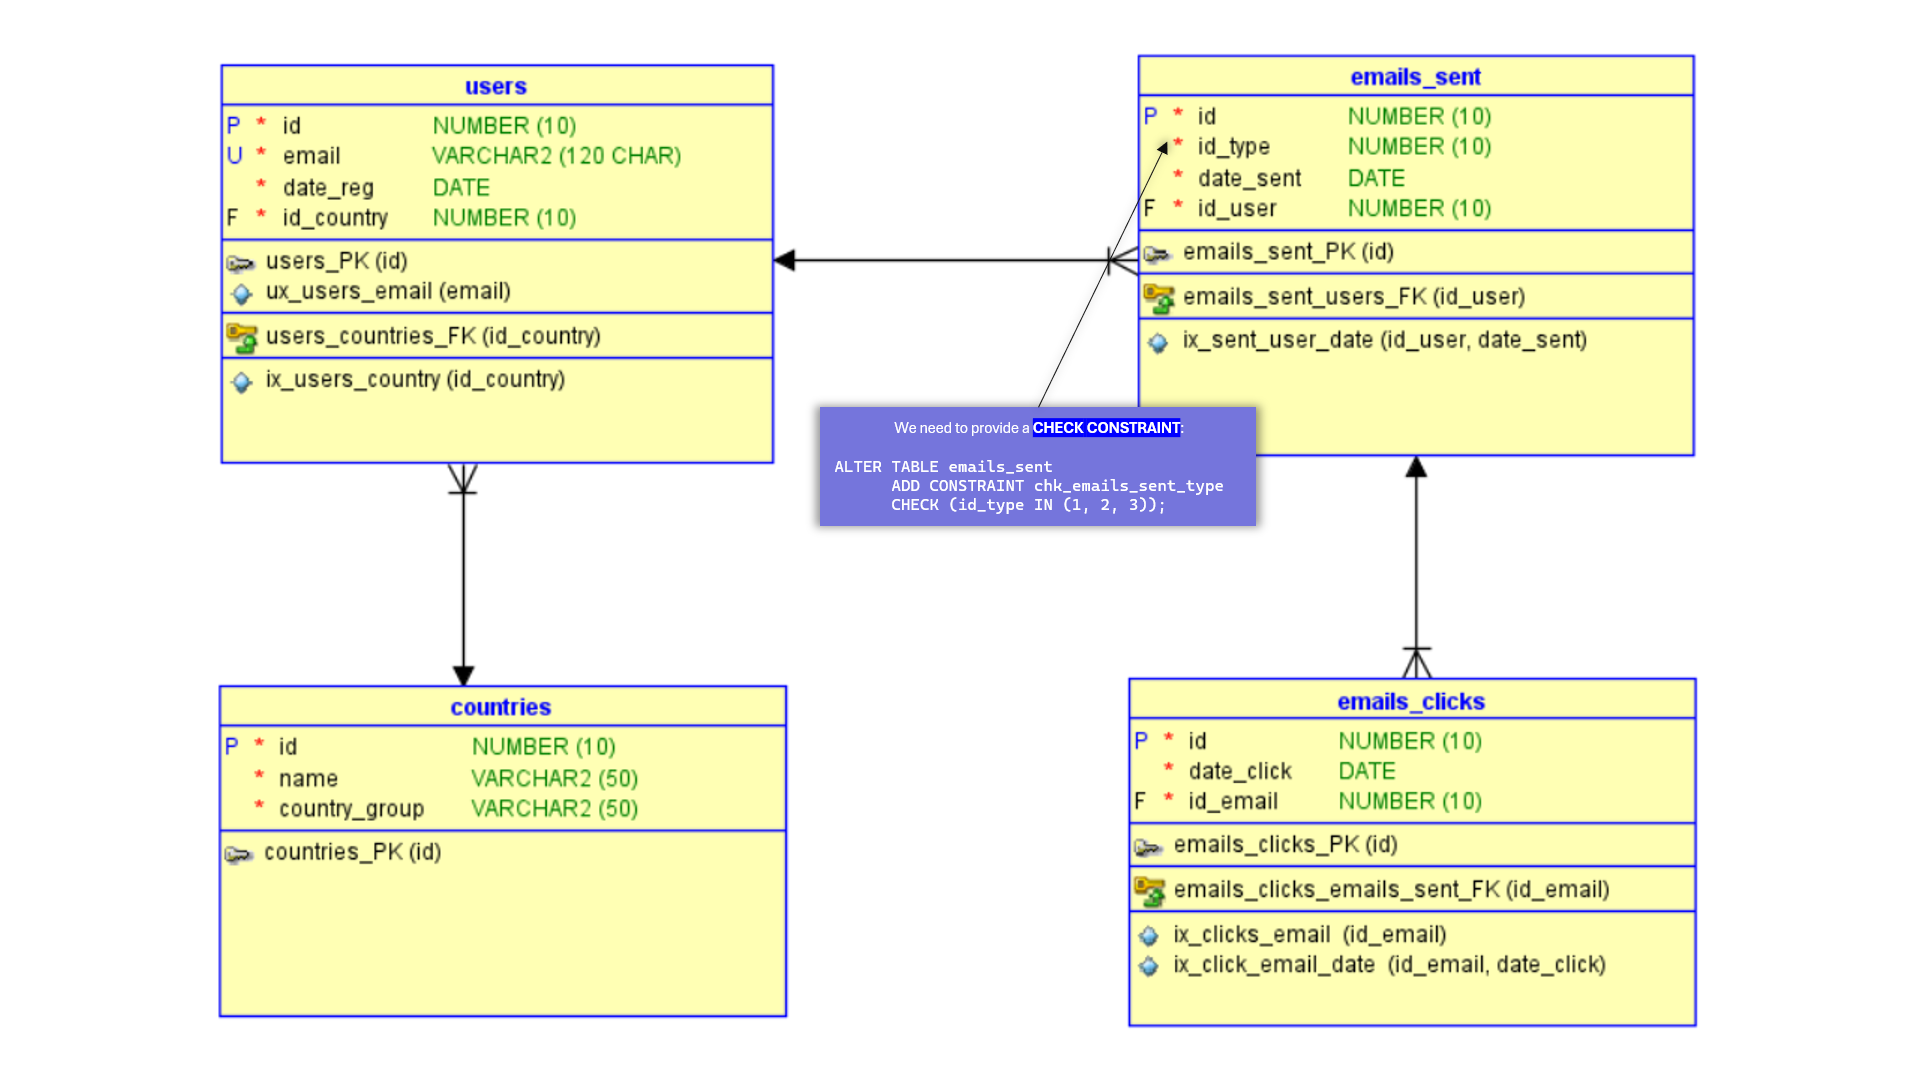 users
P * id NUMBER (10)
U * email VARCHAR2 (120 CHAR)
* date_reg DATE
F * id_country NUMBER (10)
users_PK (id)
ux_users_email (email)
users_countries_FK (id_country)
ix_users_country (id_country)
emails_sent
P * id NUMBER (10)
* id_type NUMBER (10)
* date_sent DATE
F * id_user NUMBER (10)
emails_sent_PK (id)
emails_sent_users_FK (id_user)
ix_sent_user_date (id_user, date_sent)
We need to provide a CHECK CONSTRAINT:
ALTER TABLE emails_sent
ADD CONSTRAINT chk_emails_sent_type
CHECK (id_type IN (1, 2, 3));
countries
P * id NUMBER (10)
* name VARCHAR2 (50)
* country_group VARCHAR2 (50)
countries_PK (id)
emails_clicks
P * id NUMBER (10)
* date_click DATE
F * id_email NUMBER (10)
emails_clicks_PK (id)
emails_clicks_emails_sent_FK (id_email)
ix_clicks_email (id_email)
ix_click_email_date (id_email, date_click)